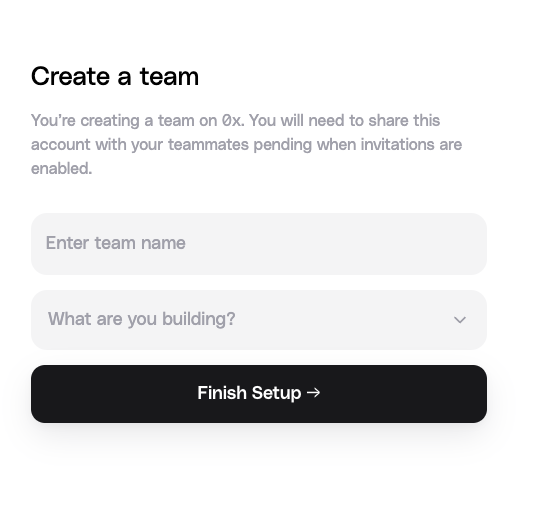 Create a team
You're creating a team on 0x. You will need to share this
account with your teammates pending when invitations are
enabled.
Enter team name
What are you building?
Finish Setup →